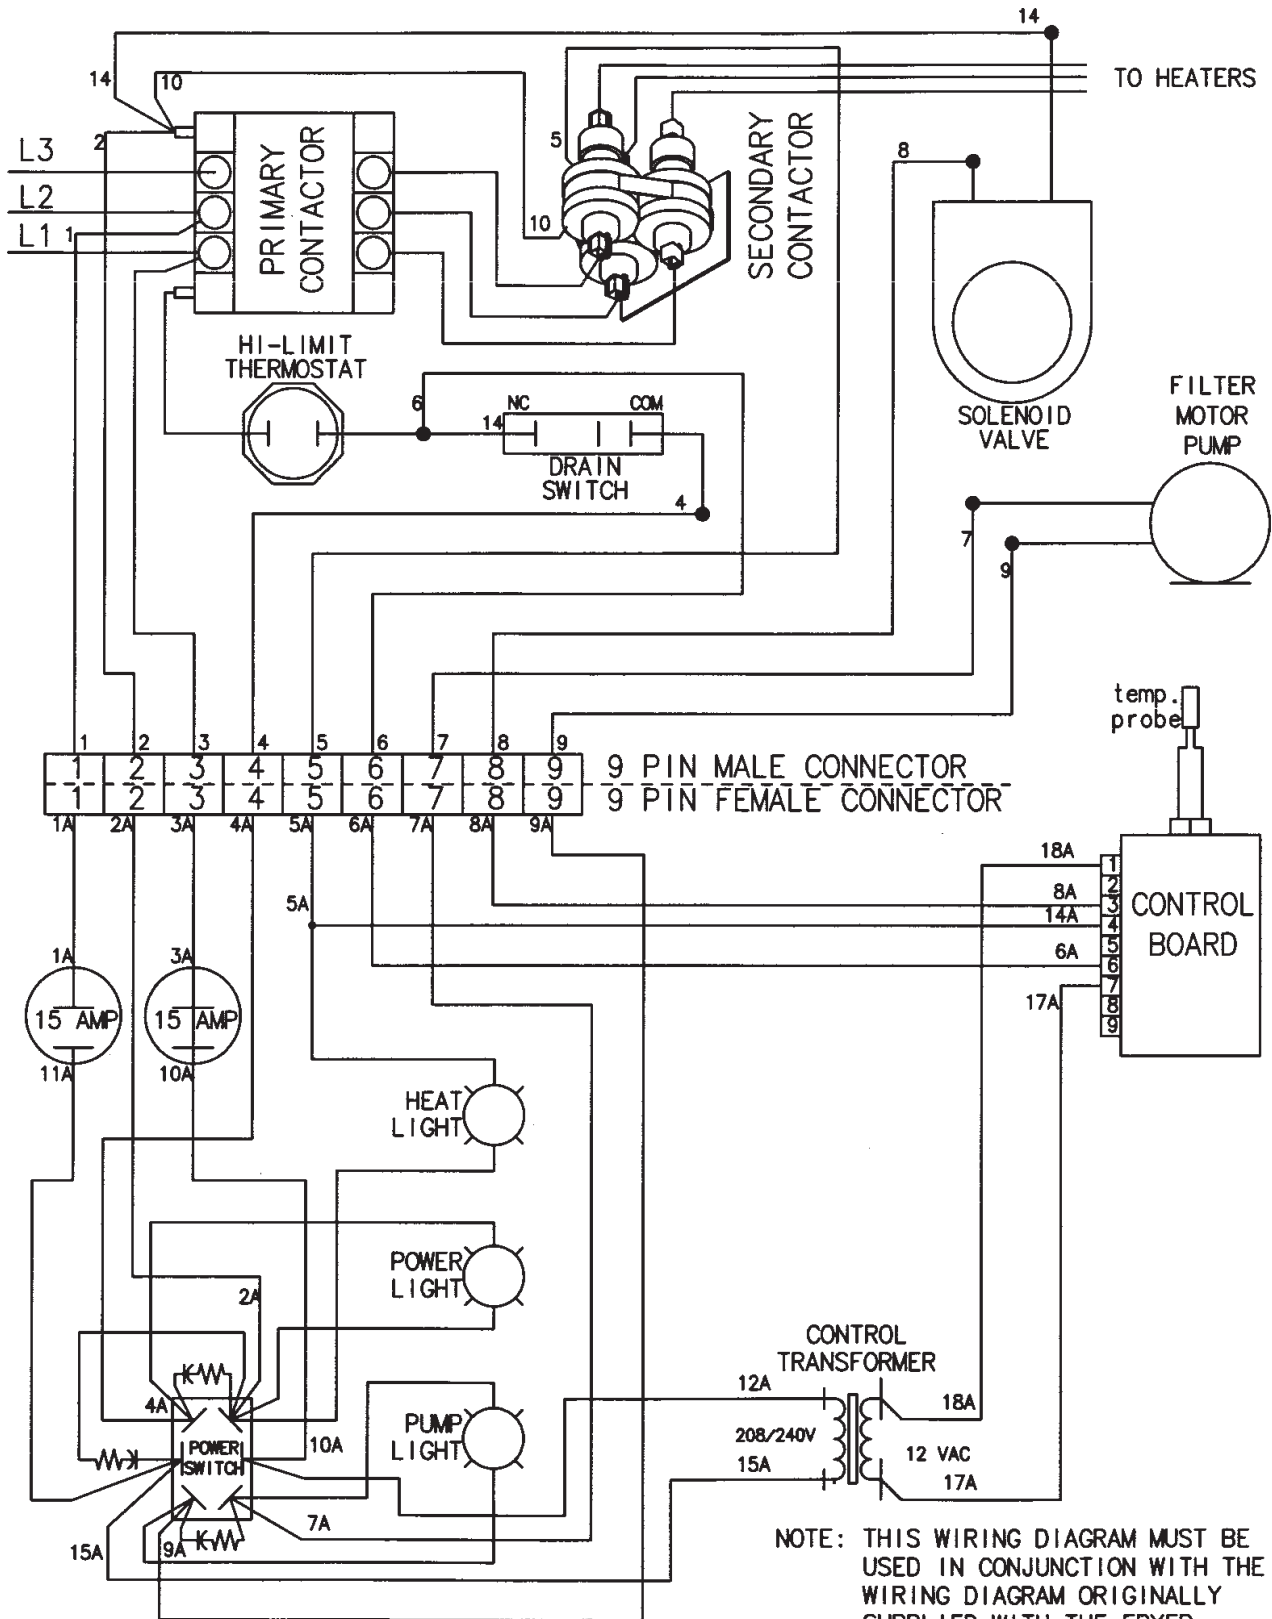 14
TO HEATERS
14
10
2
L3
L2
L1
1
PRIMARY
CONTACTOR
5
10
SECONDARY
CONTACTOR
8
HI-LIMIT
THERMOSTAT
6
14
NC
COM
DRAIN
SWITCH
4
SOLENOID
VALVE
FILTER
MOTOR
PUMP
7
9
temp.
probe
1 2 3 4 5 6 7 8 9
1 2 3 4 5 6 7 8 9
9 PIN MALE CONNECTOR
1 2 3 4 5 6 7 8 9
9 PIN FEMALE CONNECTOR
1A 2A 3A 4A 5A 6A 7A 8A 9A
5A
18A
8A
14A
6A
17A
1
2
3
4
5
6
7
8
9
CONTROL
BOARD
1A
15 AMP
11A
3A
15 AMP
10A
HEAT
LIGHT
POWER
LIGHT
2A
4A
POWER
SWITCH
10A
PUMP
LIGHT
7A
15A
9A
CONTROL
TRANSFORMER
12A
208/240V
15A
18A
12 VAC
17A
NOTE: THIS WIRING DIAGRAM MUST BE
USED IN CONJUNCTION WITH THE
WIRING DIAGRAM ORIGINALLY
SUPPLIED WITH THE FRYER